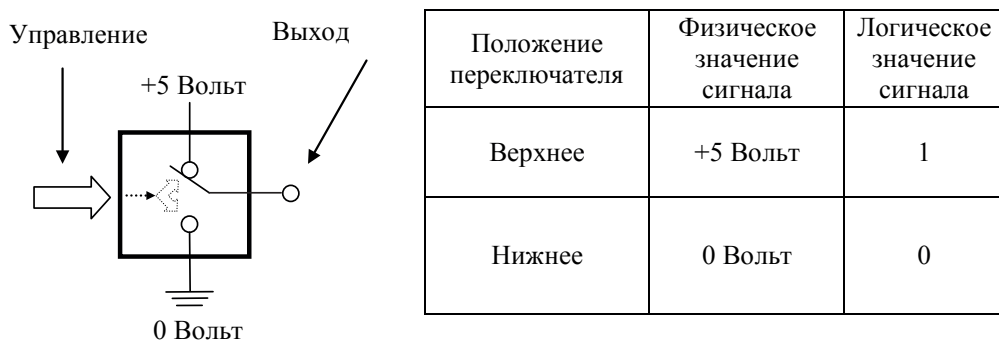 Управление
Выход
+5 Вольт
0 Вольт
Положение переключателя
Физическое значение сигнала
Логическое значение сигнала
Верхнее
+5 Вольт
1
Нижнее
0 Вольт
0